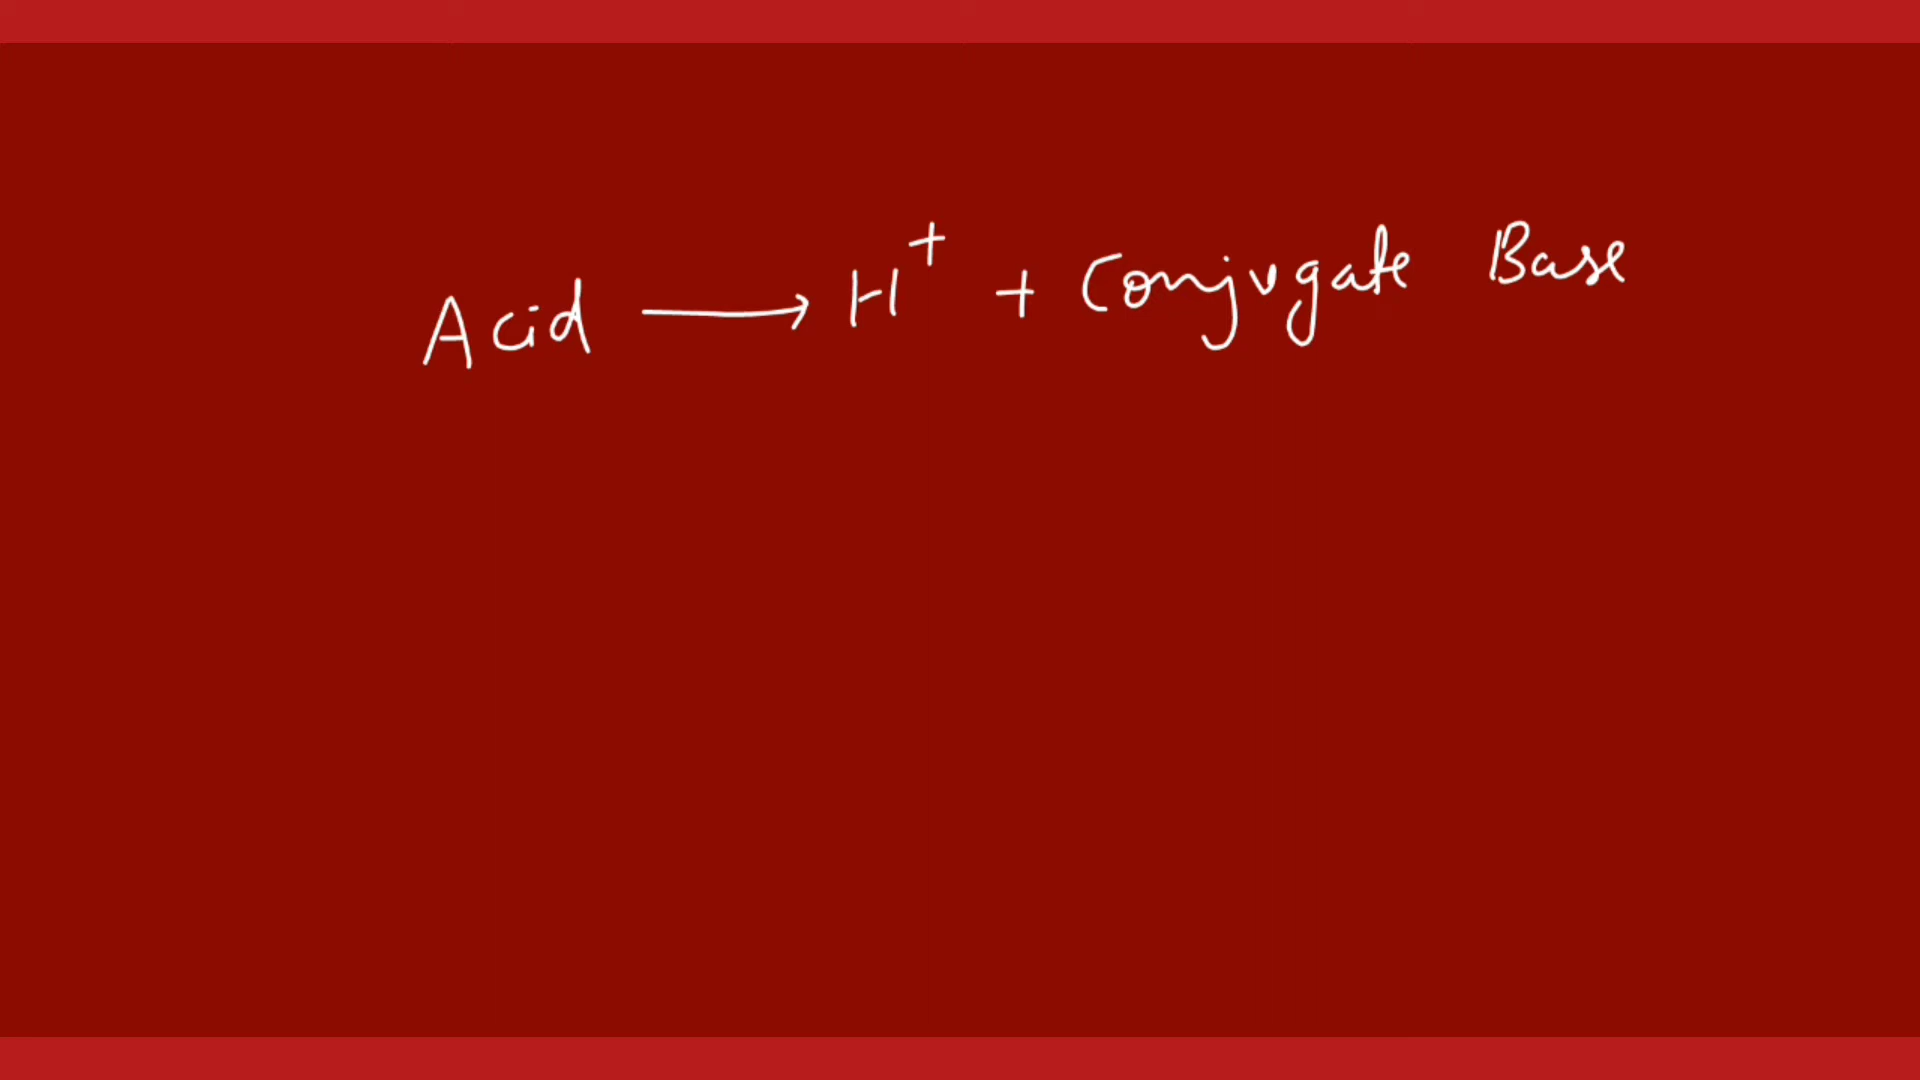 Acid ⟶ H⁺ + Conjugate Base